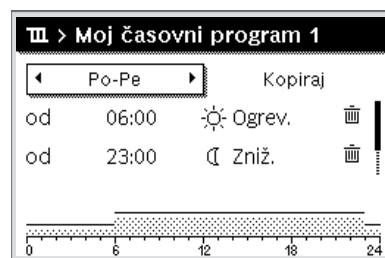 > Moj časovni program 1
Po-Pe Kopiraj
od 06:00 Ogrev.
od 23:00 Zniž.
0 6 12 18 24